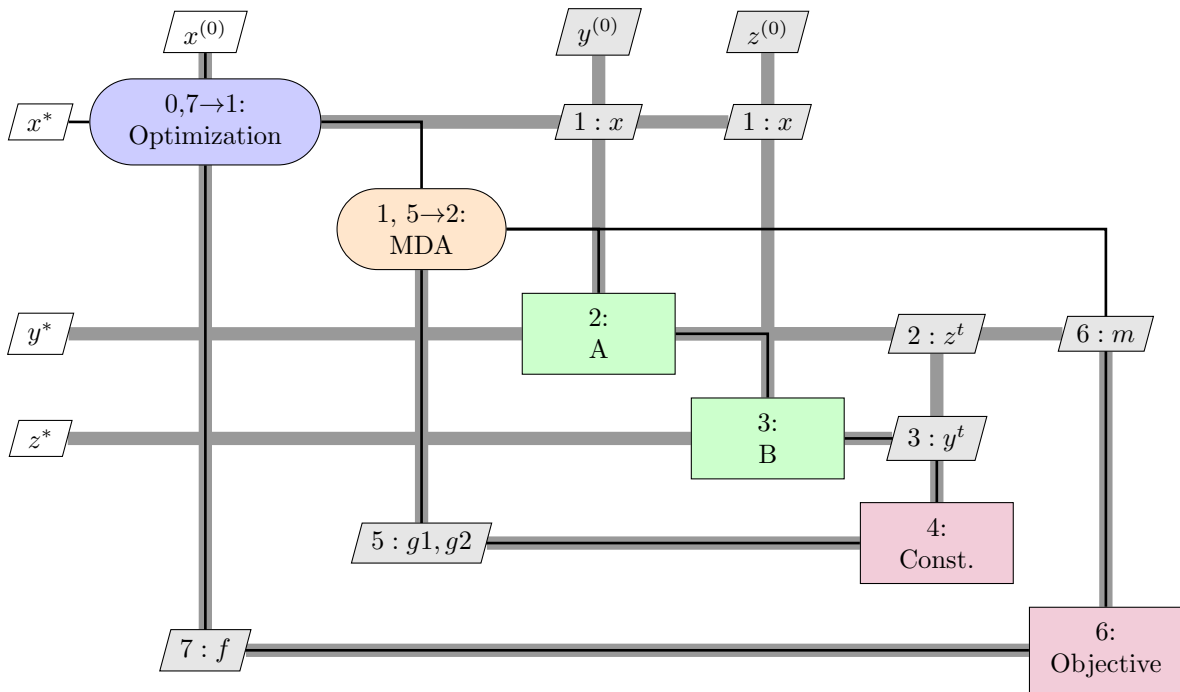 x^(0)
y^(0)
z^(0)
x*
0,7→1:
Optimization
1 : x
1 : x
1, 5→2:
MDA
y*
2:
A
2 : z^t
6 : m
z*
3:
B
3 : y^t
5 : g1, g2
4:
Const.
7 : f
6:
Objective